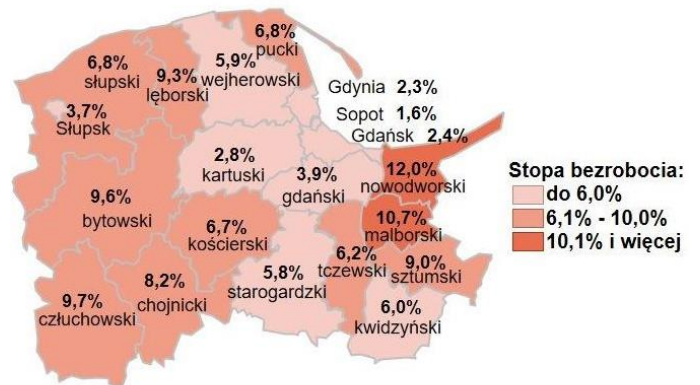 6,8%
pucki
6,8%
słupski
5,9%
wejherowski
9,3%
lęborski
Gdynia 2,3%
3,7%
Słupsk
Sopot 1,6%
Gdańsk 2,4%
2,8%
kartuski
3,9%
gdański
12,0%
nowodworski
Stopa bezrobocia:
do 6,0%
6,1% - 10,0%
10,1% i więcej
9,6%
bytowski
6,7%
kościerski
10,7%
malborski
6,2%
tczewski
9,0%
sztumski
5,8%
starogardzki
8,2%
chojnicki
9,7%
człuchowski
6,0%
kwidzyński